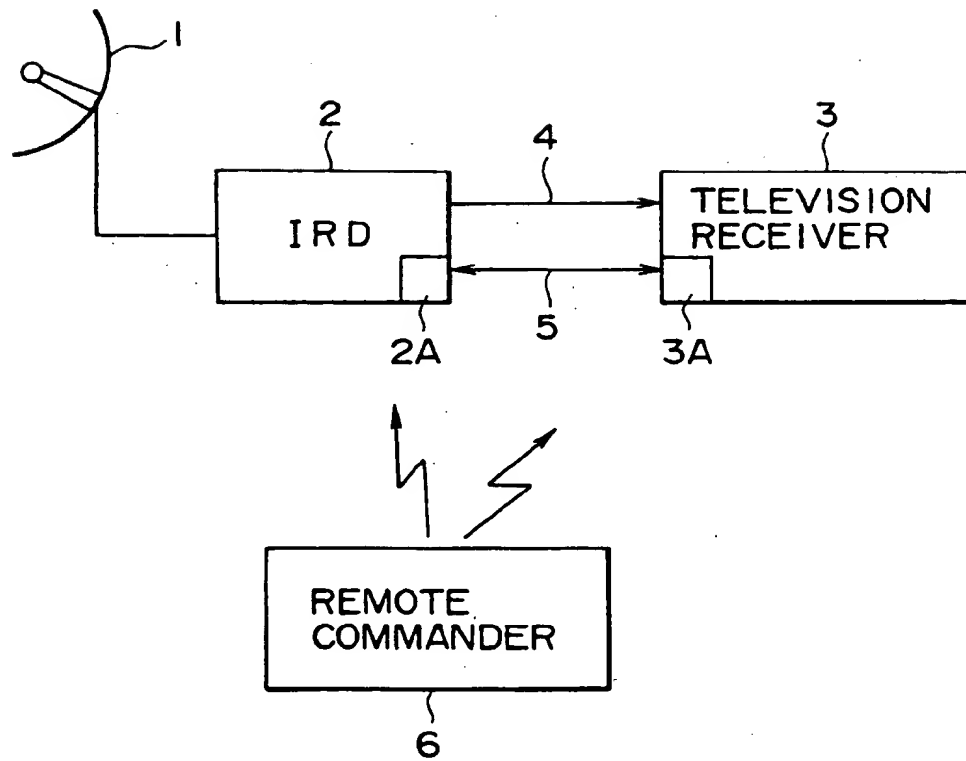 1
2
4
3
IRD
TELEVISION
RECEIVER
2A
5
3A
REMOTE
COMMANDER
6